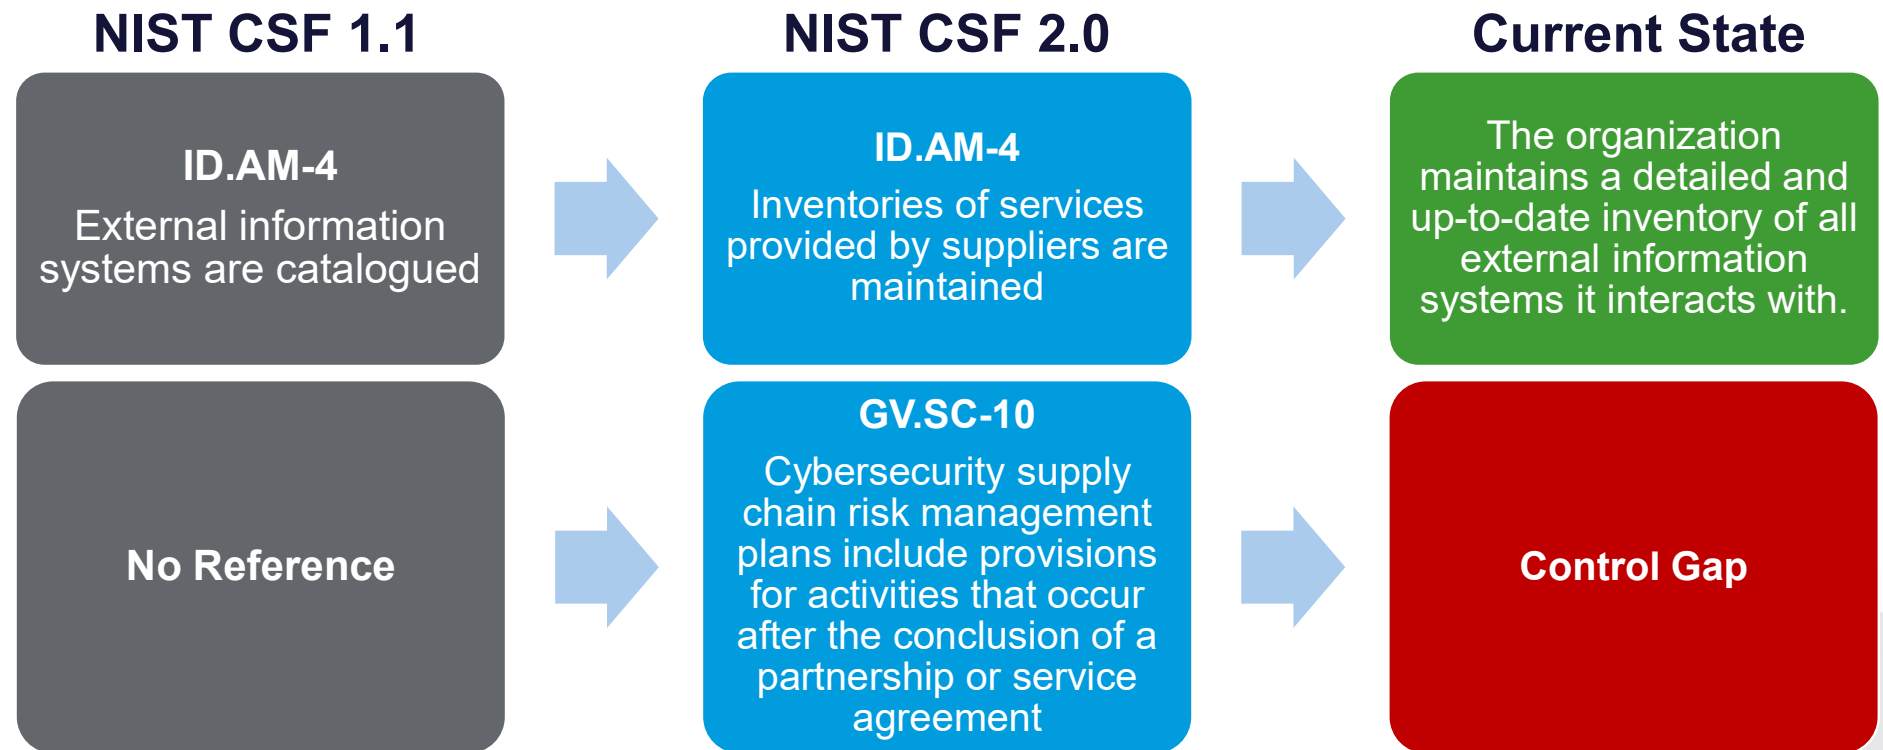 NIST CSF 1.1
NIST CSF 2.0
Current State
ID.AM-4
External information
systems are catalogued
ID.AM-4
Inventories of services
provided by suppliers are
maintained
The organization
maintains a detailed and
up-to-date inventory of all
external information
systems it interacts with.
No Reference
GV.SC-10
Cybersecurity supply
chain risk management
plans include provisions
for activities that occur
after the conclusion of a
partnership or service
agreement
Control Gap